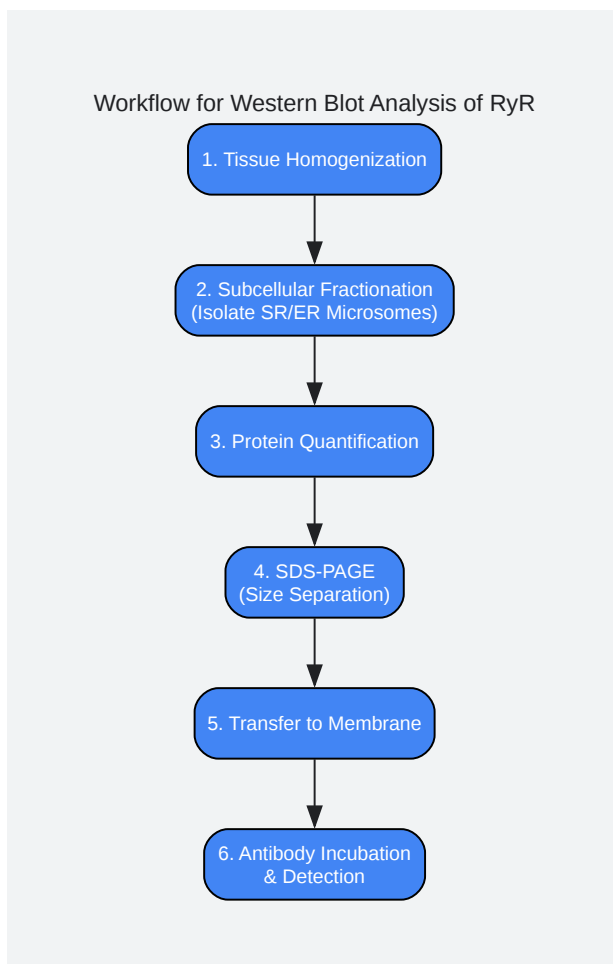 Workflow for Western Blot Analysis of RyR
1. Tissue Homogenization
2. Subcellular Fractionation
(Isolate SR/ER Microsomes)
3. Protein Quantification
4. SDS-PAGE
(Size Separation)
5. Transfer to Membrane
6. Antibody Incubation
& Detection